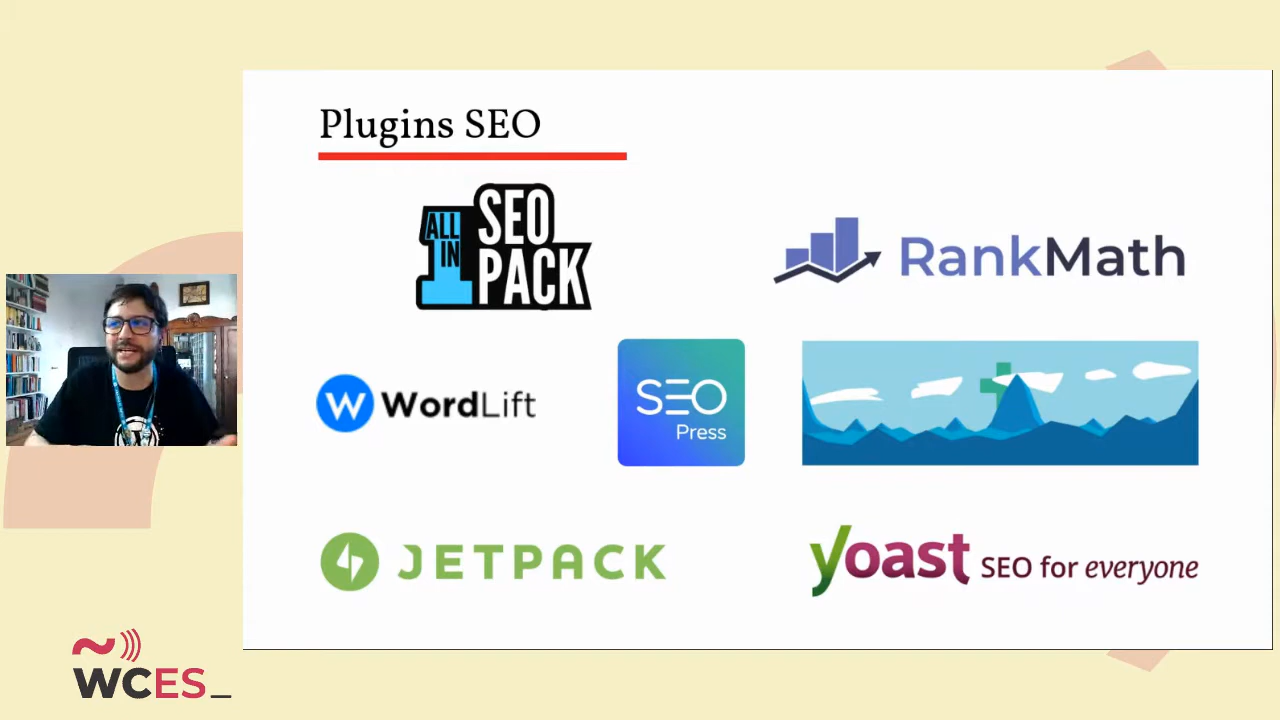 Plugins SEO
ALL
IN
1
SEO
PACK
RankMath
W WordLift
SEO
Press
JETPACK
yoast SEO for everyone
WCES_